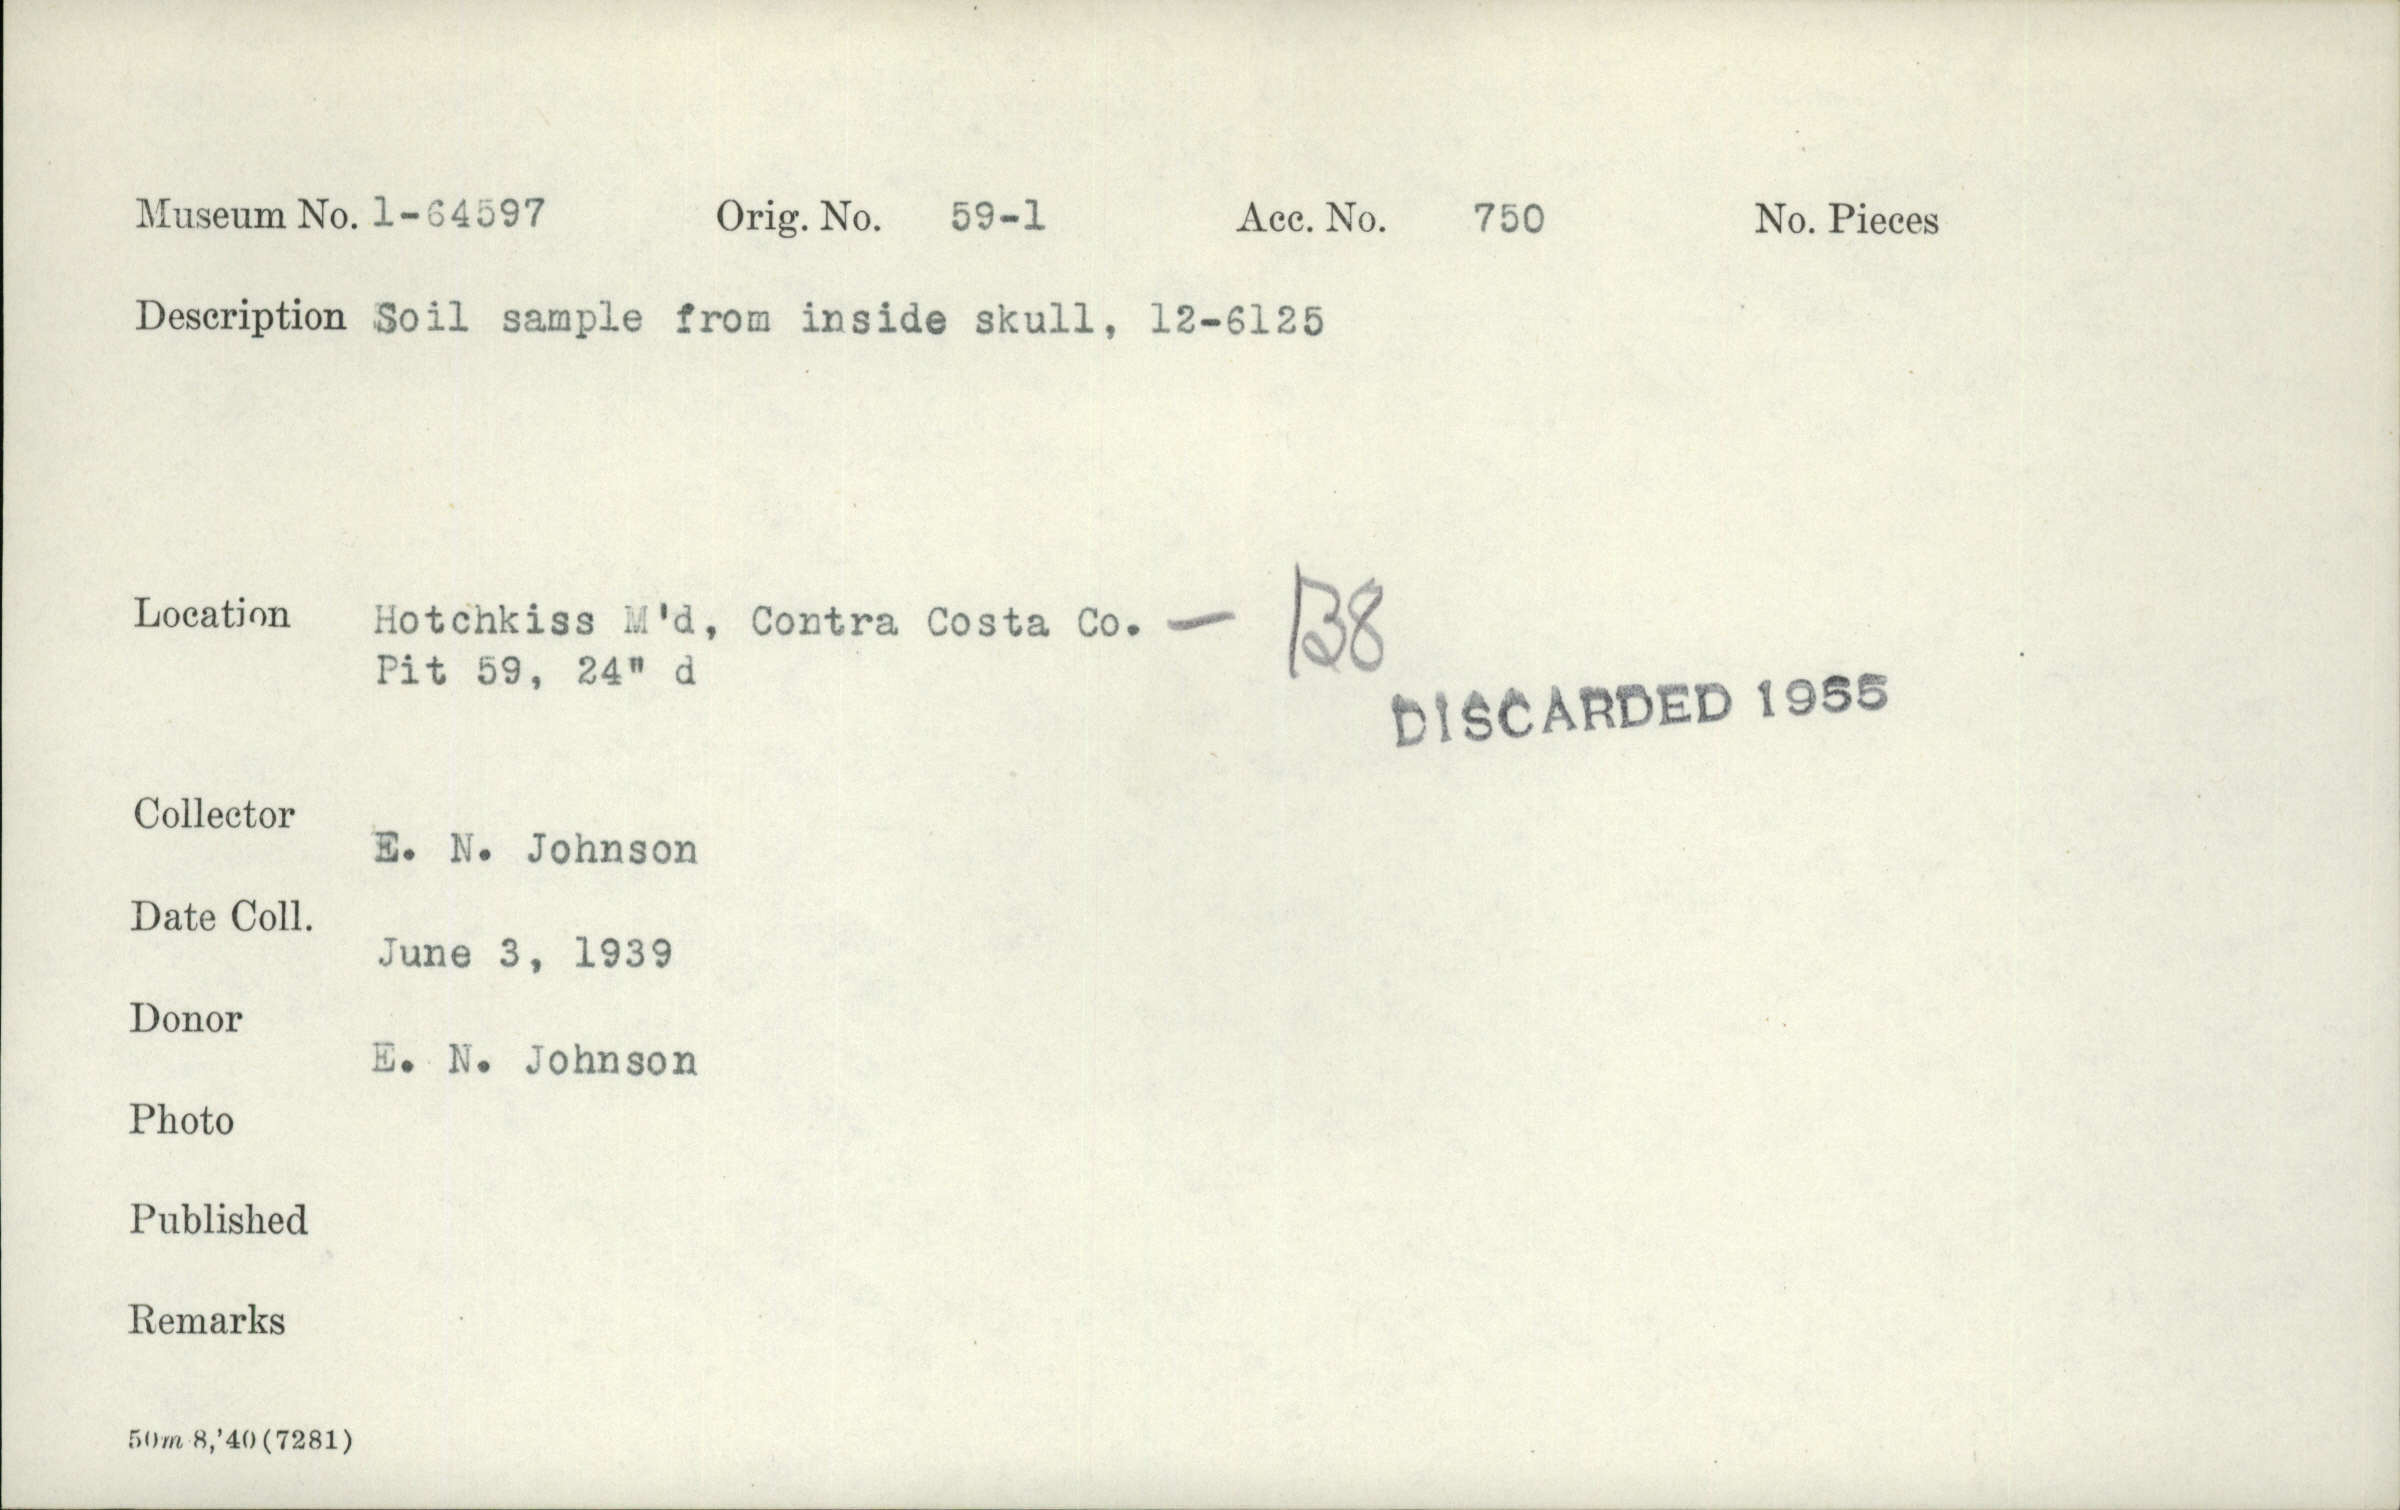 Museum No. 1-64597 Orig. No. 59-1 Acc. No. 750 No. Pieces
Description Soil sample from inside skull, 12-6125
Location Hotchkiss M'd, Contra Costa Co. — 138
Pit 59, 24" d
DISCARDED 1955
Collector
E. N. Johnson
Date Coll.
June 3, 1939
Donor
E. N. Johnson
Photo
Published
Remarks
50m 8,'40(7281)